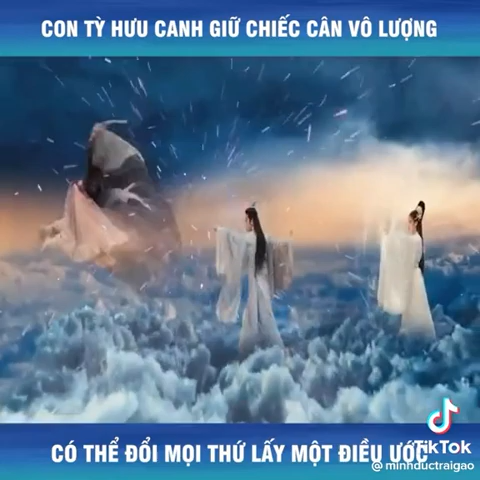 CON TỲ HƯU CANH GIỮ CHIẾC CÂN VÔ LƯỢNG
TikTok
CÓ THỂ ĐỔI MỌI THỨ LẤY MỘT ĐIỀU ƯỚC
@minhductraigao